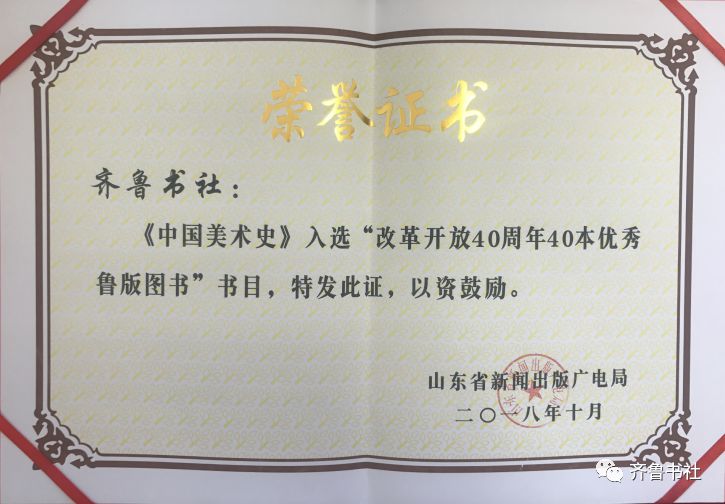 荣誉证书
齐鲁书社：
《中国美术史》入选“改革开放40周年40本优秀
鲁版图书”书目，特发此证，以资鼓励。
山东省新闻出版广电局
二〇一八年十月
齐鲁书社